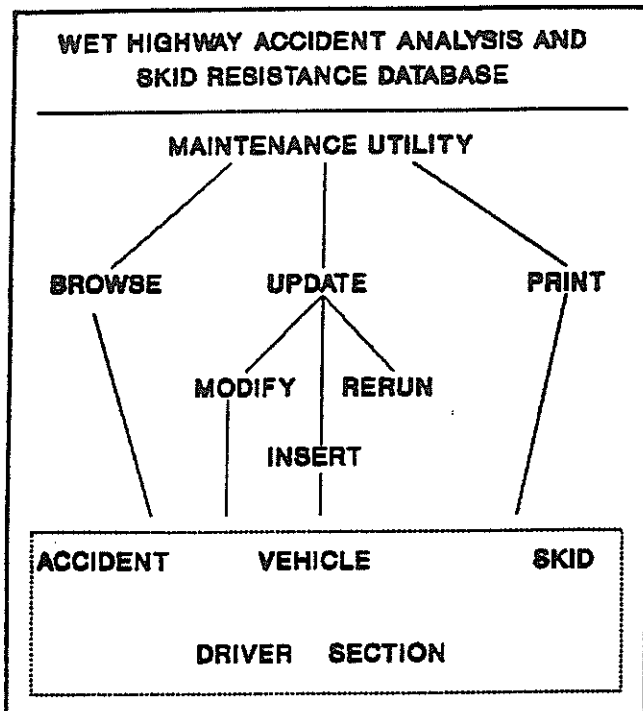 WET HIGHWAY ACCIDENT ANALYSIS AND
SKID RESISTANCE DATABASE
MAINTENANCE UTILITY
BROWSE UPDATE PRINT
MODIFY RERUN
INSERT
ACCIDENT VEHICLE SKID
DRIVER SECTION